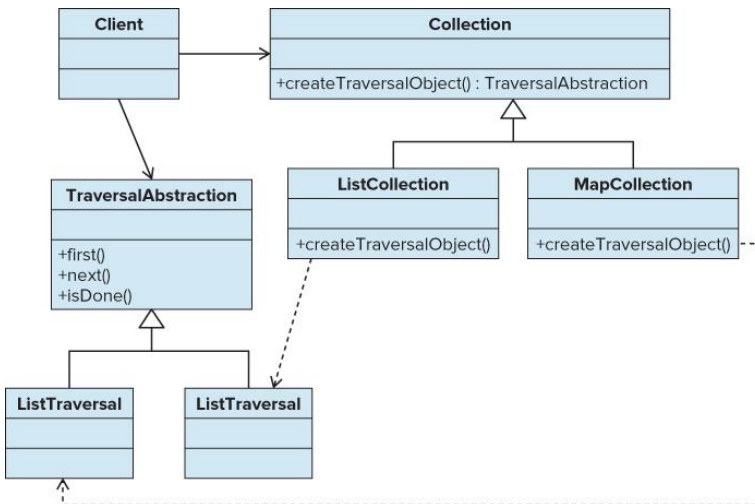 Client
Collection
+createTraversalObject() : TraversalAbstraction
TraversalAbstraction
+first()
+next()
+isDone()
ListCollection
+createTraversalObject()
MapCollection
+createTraversalObject()
ListTraversal
ListTraversal